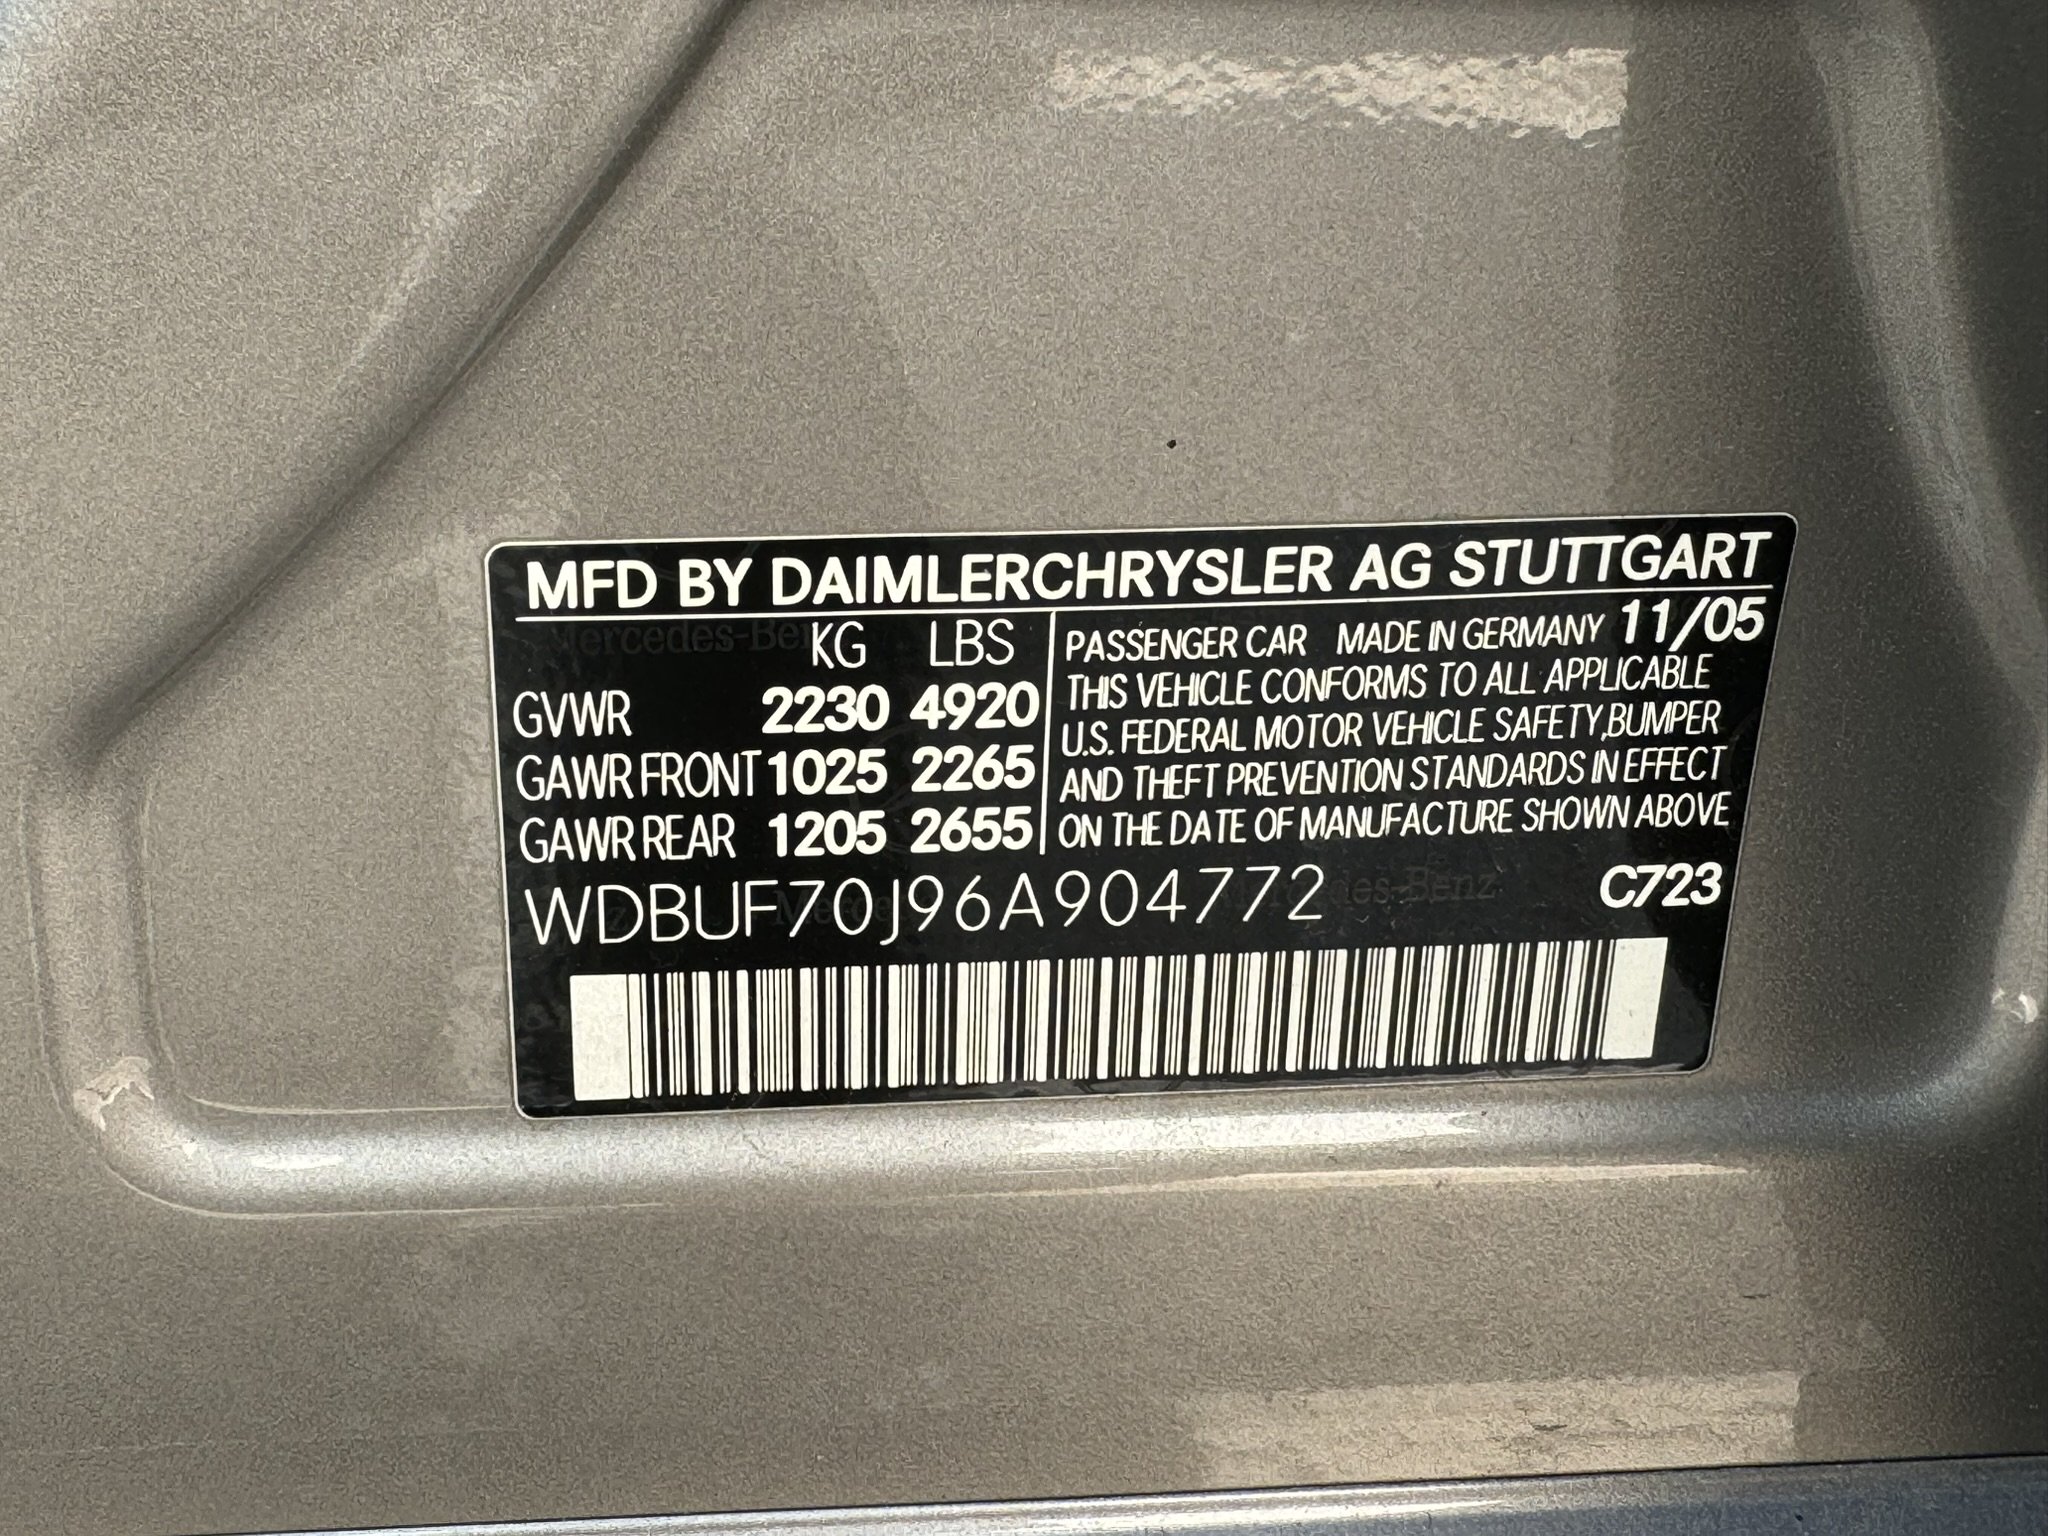 MFD BY DAIMLERCHRYSLER AG STUTTGART
KG LBS
GVWR 2230 4920
GAWR FRONT 1025 2265
GAWR REAR 1205 2655
PASSENGER CAR MADE IN GERMANY 11/05
THIS VEHICLE CONFORMS TO ALL APPLICABLE
U.S. FEDERAL MOTOR VEHICLE SAFETY, BUMPER
AND THEFT PREVENTION STANDARDS IN EFFECT
ON THE DATE OF MANUFACTURE SHOWN ABOVE
WDBUF70J96A904772 C723